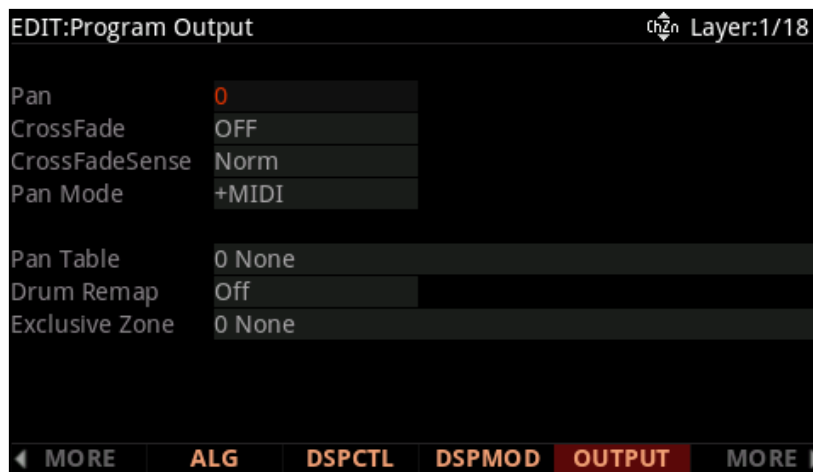 EDIT:Program Output ChZn Layer:1/18
Pan 0
CrossFade OFF
CrossFadeSense Norm
Pan Mode +MIDI
Pan Table 0 None
Drum Remap Off
Exclusive Zone 0 None
MORE ALG DSPCTL DSPMOD OUTPUT MORE